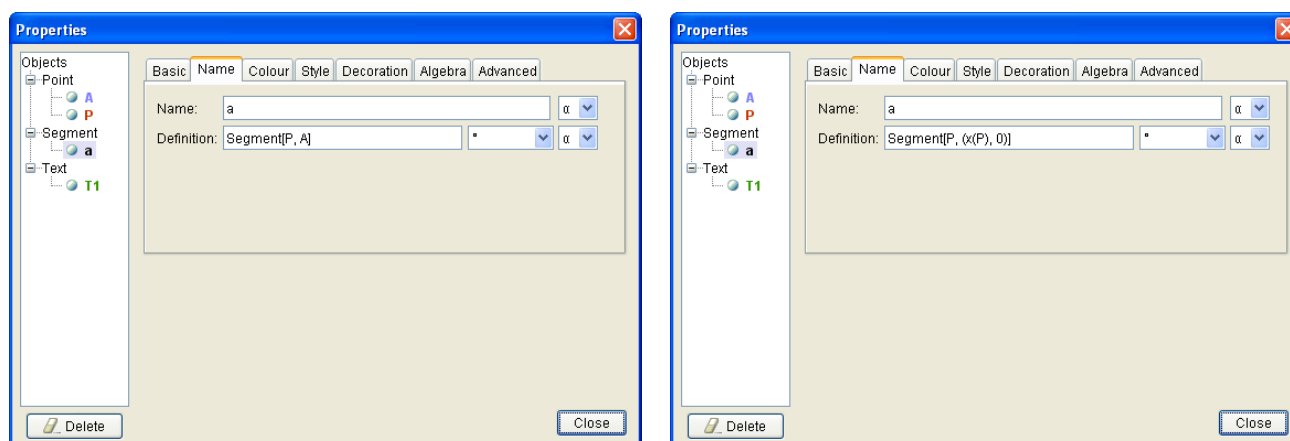 Properties
Objects
Point
A
P
Segment
a
Text
T1
Basic Name Colour Style Decoration Algebra Advanced
Name: a α
Definition: Segment[P, A] ° α
Delete
Close
Properties
Objects
Point
A
P
Segment
a
Text
T1
Basic Name Colour Style Decoration Algebra Advanced
Name: a α
Definition: Segment[P, (x(P), 0)] ° α
Delete
Close